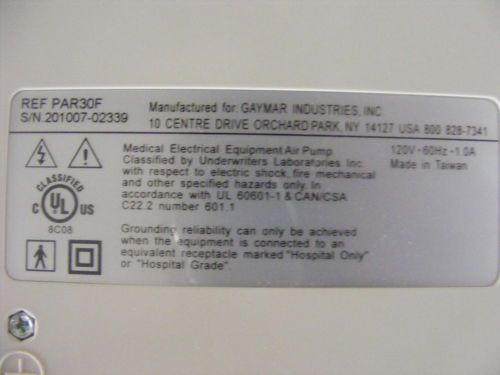 REF PAR30F
S/N.201007-02339
Manufactured for GAYMAR INDUSTRIES, INC
10 CENTRE DRIVE ORCHARD PARK, NY 14127 USA 800 828-7341
Medical Electrical Equipment Air Pump
Classified by Underwriters Laboratories Inc.
with respect to electric shock, fire mechanical
and other specified hazards only. In
accordance with UL 60601-1 & CAN/CSA
C22.2 number 601.1
120V~60Hz~1.0A
Made in Taiwan
CLASSIFIED
C UL US
8C08
Grounding reliability can only be achieved
when the equipment is connected to an
equivalent receptacle marked "Hospital Only"
or "Hospital Grade".